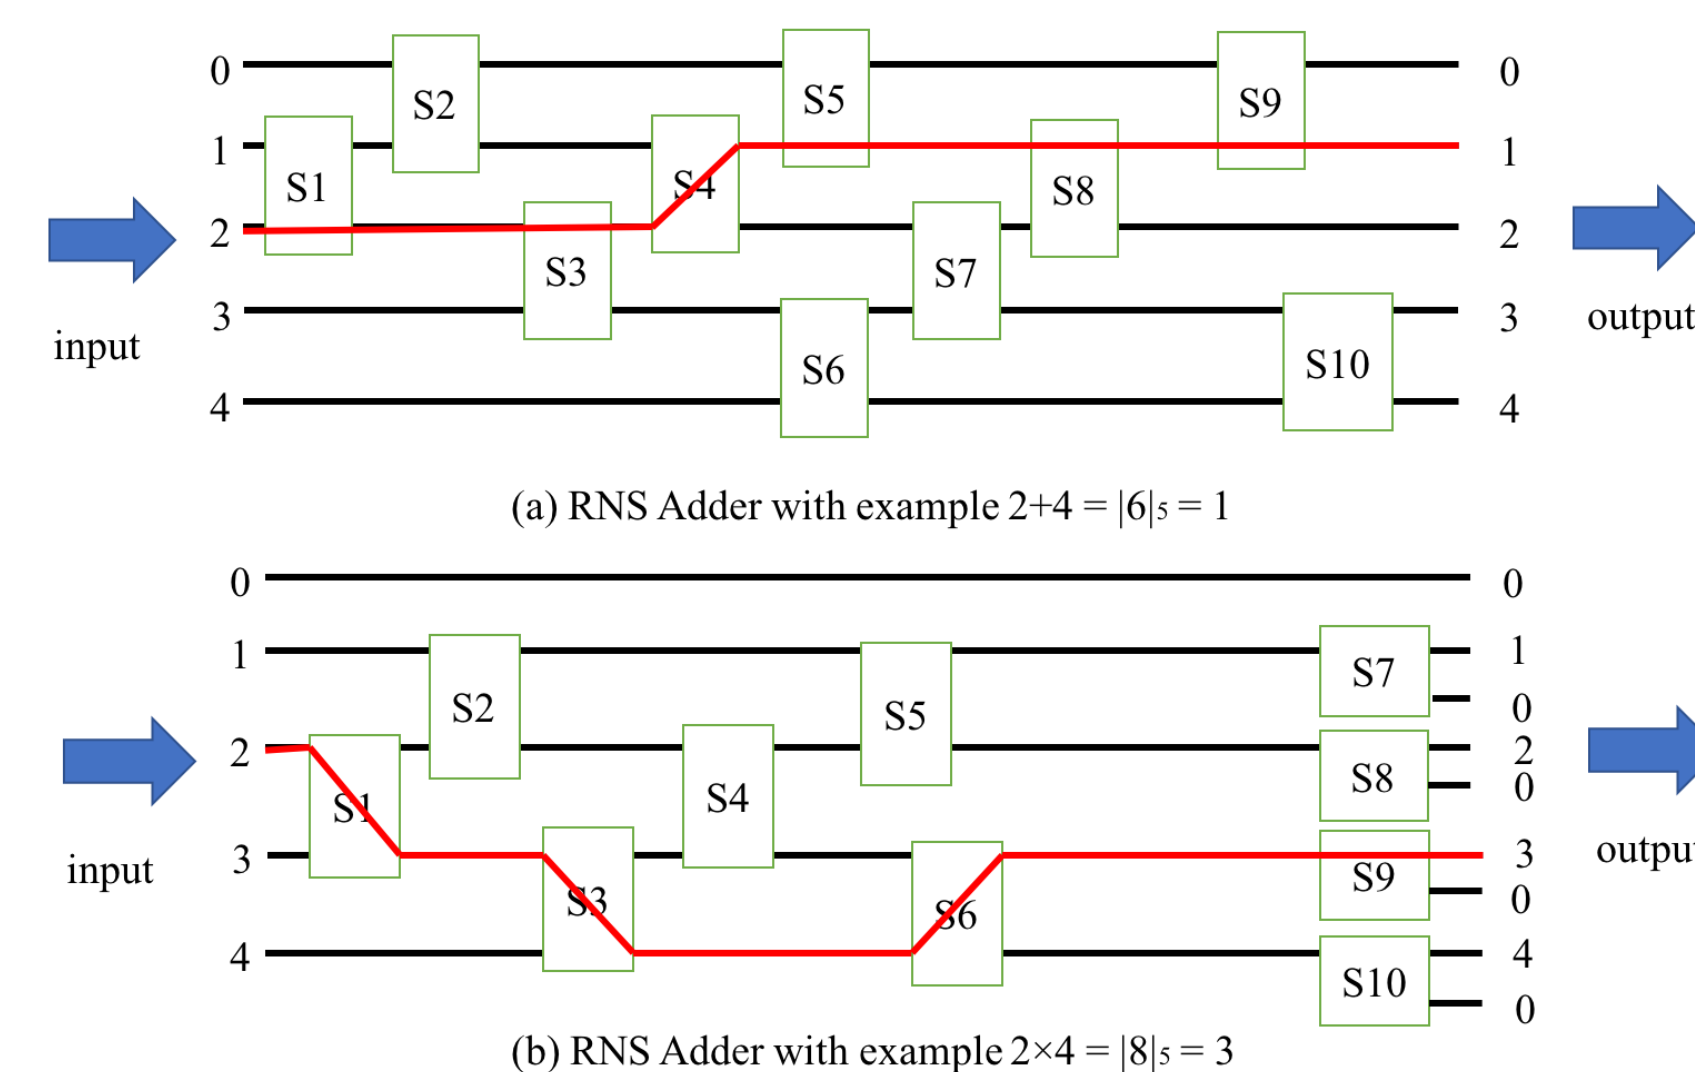 0 S2 S5 S9 0
1 S1 S4 S8 1
2 2
input S3 S7 output
3 3
S6 S10
4 4
(a) RNS Adder with example 2+4 = |6|₅ = 1
0 0
1 S2 S5 S7 1
0
2 S1 S4 S8 2
0
input 3 S3 S6 S9 3 outpu
0
4 S10 4
0
(b) RNS Adder with example 2×4 = |8|₅ = 3